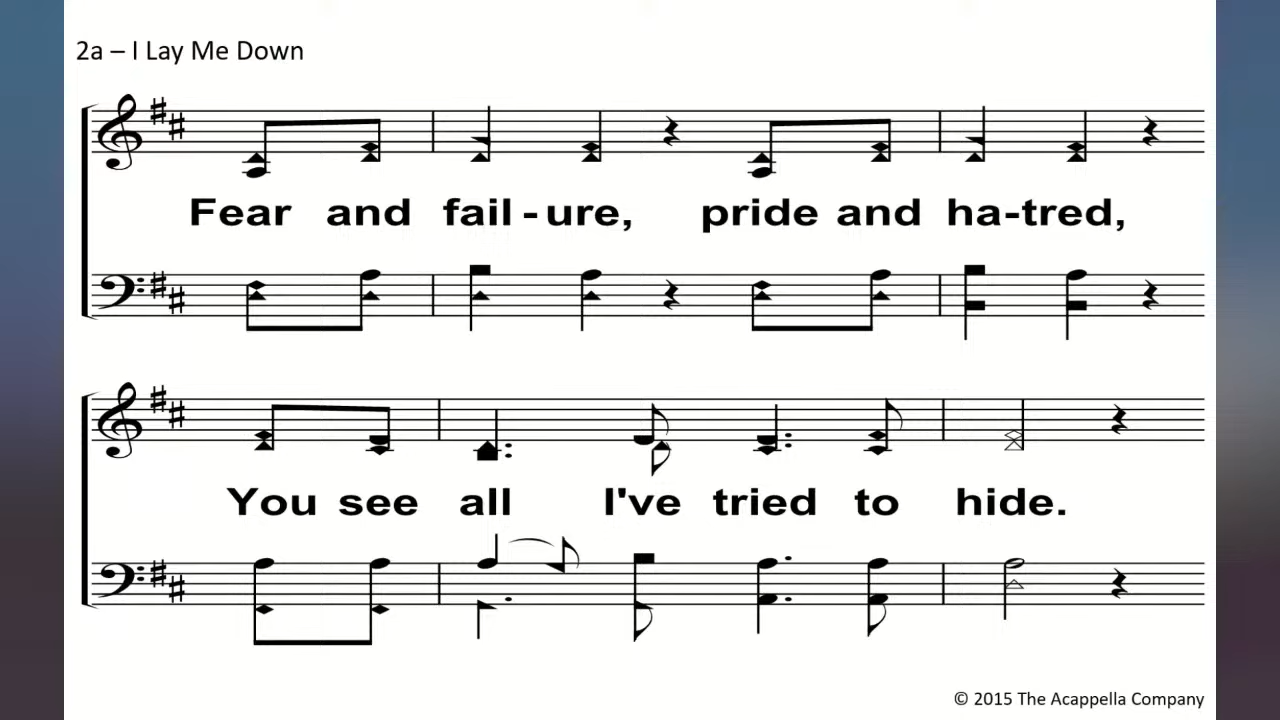 2a – I Lay Me Down
Fear and fail - ure, pride and ha-tred,
You see all I've tried to hide.
© 2015 The Acappella Company